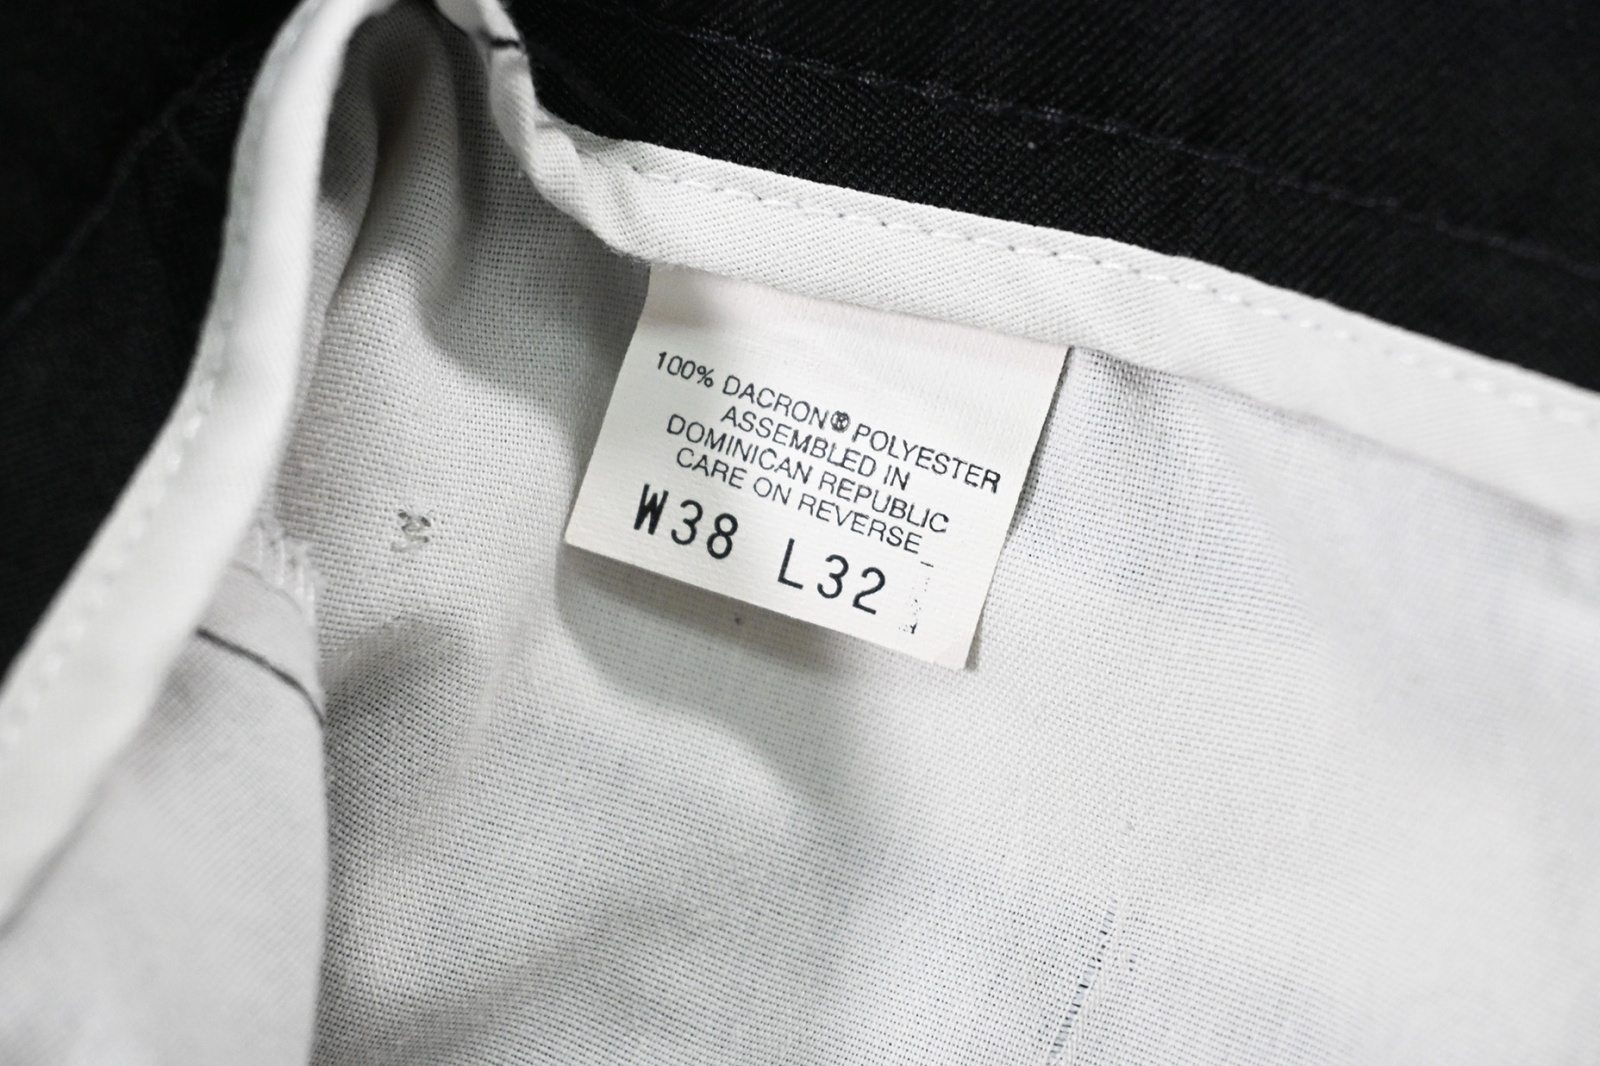 100% DACRON® POLYESTER
ASSEMBLED IN
DOMINICAN REPUBLIC
CARE ON REVERSE
W38 L32